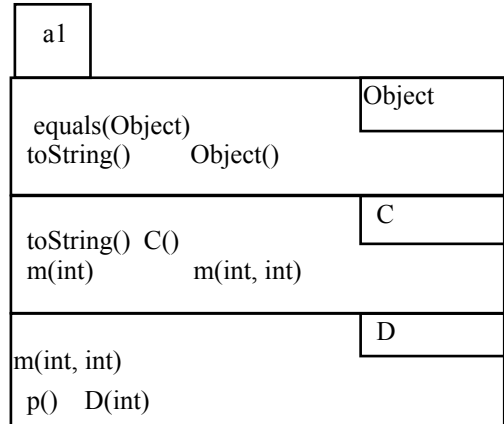 a1
Object
equals(Object)
toString() Object()
C
toString() C()
m(int) m(int, int)
D
m(int, int)
p() D(int)